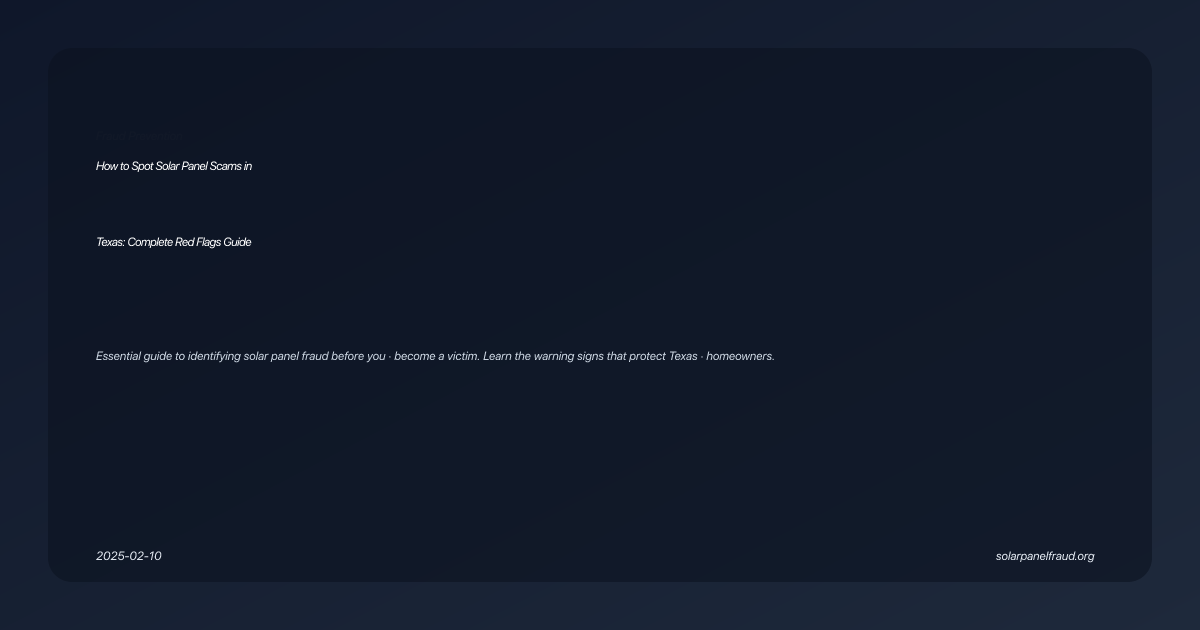 How to Spot Solar Panel Scams in
Texas: Complete Red Flags Guide
Essential guide to identifying solar panel fraud before you · become a victim. Learn the warning signs that protect Texas · homeowners.
2025-02-10
solarpanelfraud.org